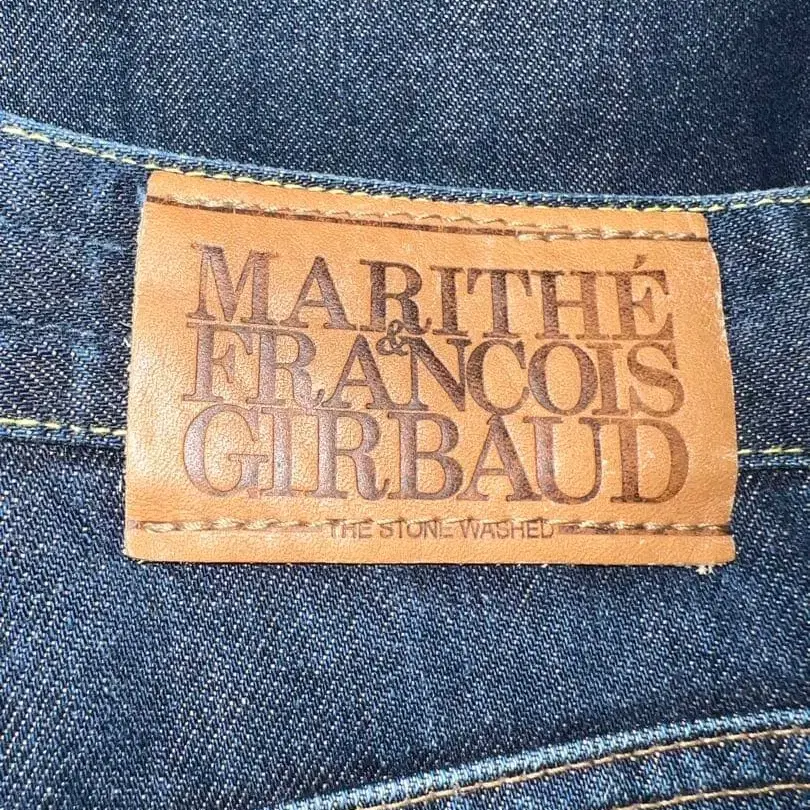 MARITHÉ
&
FRANCOIS
GIRBAUD
THE STONE WASHED